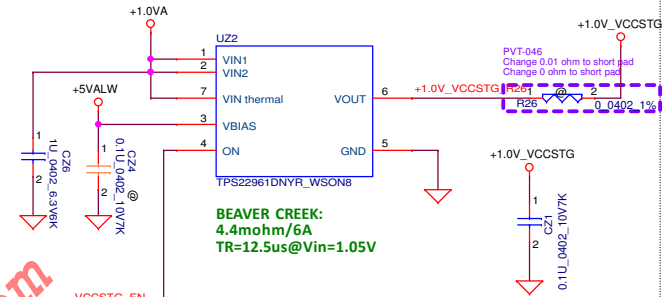 +1.0VA
+1.0V_VCCSTG
UZ2
PVT-046
Change 0.01 ohm to short pad
Change 0 ohm to short pad
1 VIN1
2 VIN2
7 VIN thermal
VOUT 6
+1.0V_VCCSTG_R26
1 @ 2
R26 0_0402_1%
+5VALW
3 VBIAS
4 ON
GND 5
TPS22961DNYR_WSON8
1
2
CZ6
1U_0402_6.3V6K
1
2
CZ4
0.1U_0402_10V7K
@
BEAVER CREEK:
4.4mohm/6A
TR=12.5us@Vin=1.05V
+1.0V_VCCSTG
1
2
CZ1
0.1U_0402_10V7K
om
VCCSTG_EN